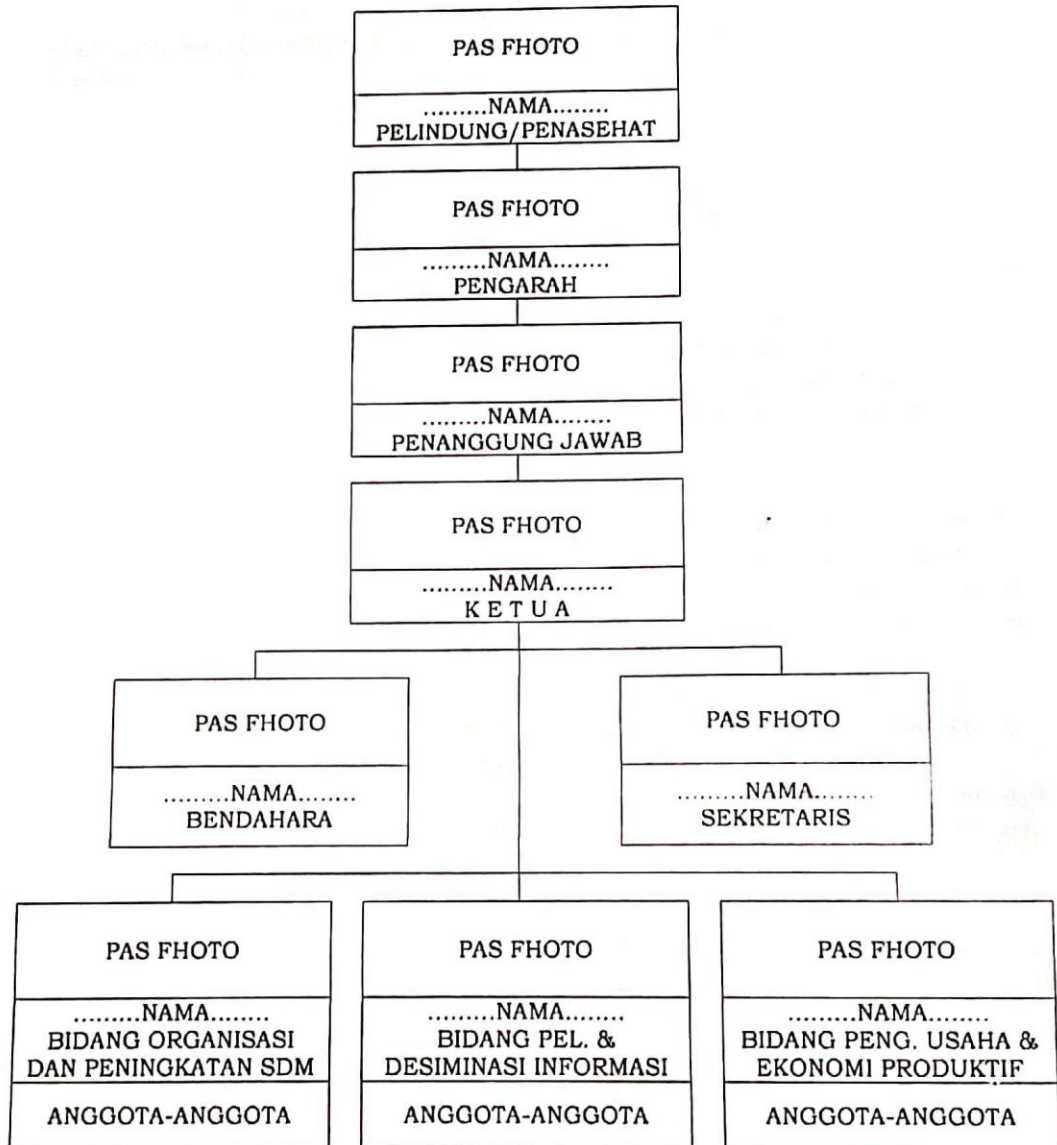 PAS FHOTO
.........NAMA........
PELINDUNG/PENASEHAT
PAS FHOTO
.........NAMA........
PENGARAH
PAS FHOTO
.........NAMA........
PENANGGUNG JAWAB
PAS FHOTO
.........NAMA........
K E T U A
PAS FHOTO
.........NAMA........
BENDAHARA
PAS FHOTO
.........NAMA........
SEKRETARIS
PAS FHOTO
.........NAMA........
BIDANG ORGANISASI
DAN PENINGKATAN SDM
ANGGOTA-ANGGOTA
PAS FHOTO
.........NAMA........
BIDANG PEL. &
DESIMINASI INFORMASI
ANGGOTA-ANGGOTA
PAS FHOTO
.........NAMA........
BIDANG PENG. USAHA &
EKONOMI PRODUKTIF
ANGGOTA-ANGGOTA